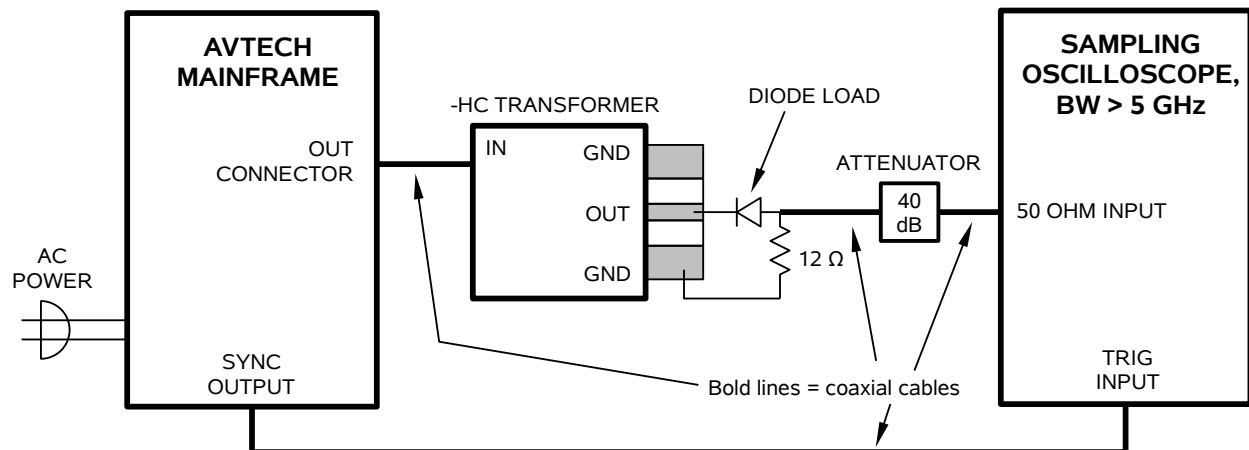 AVTECH
MAINFRAME
OUT
CONNECTOR
AC
POWER
SYNC
OUTPUT
-HC TRANSFORMER
IN
GND
OUT
GND
DIODE LOAD
12 Ω
ATTENUATOR
40
dB
SAMPLING
OSCILLOSCOPE,
BW > 5 GHz
50 OHM INPUT
TRIG
INPUT
Bold lines = coaxial cables